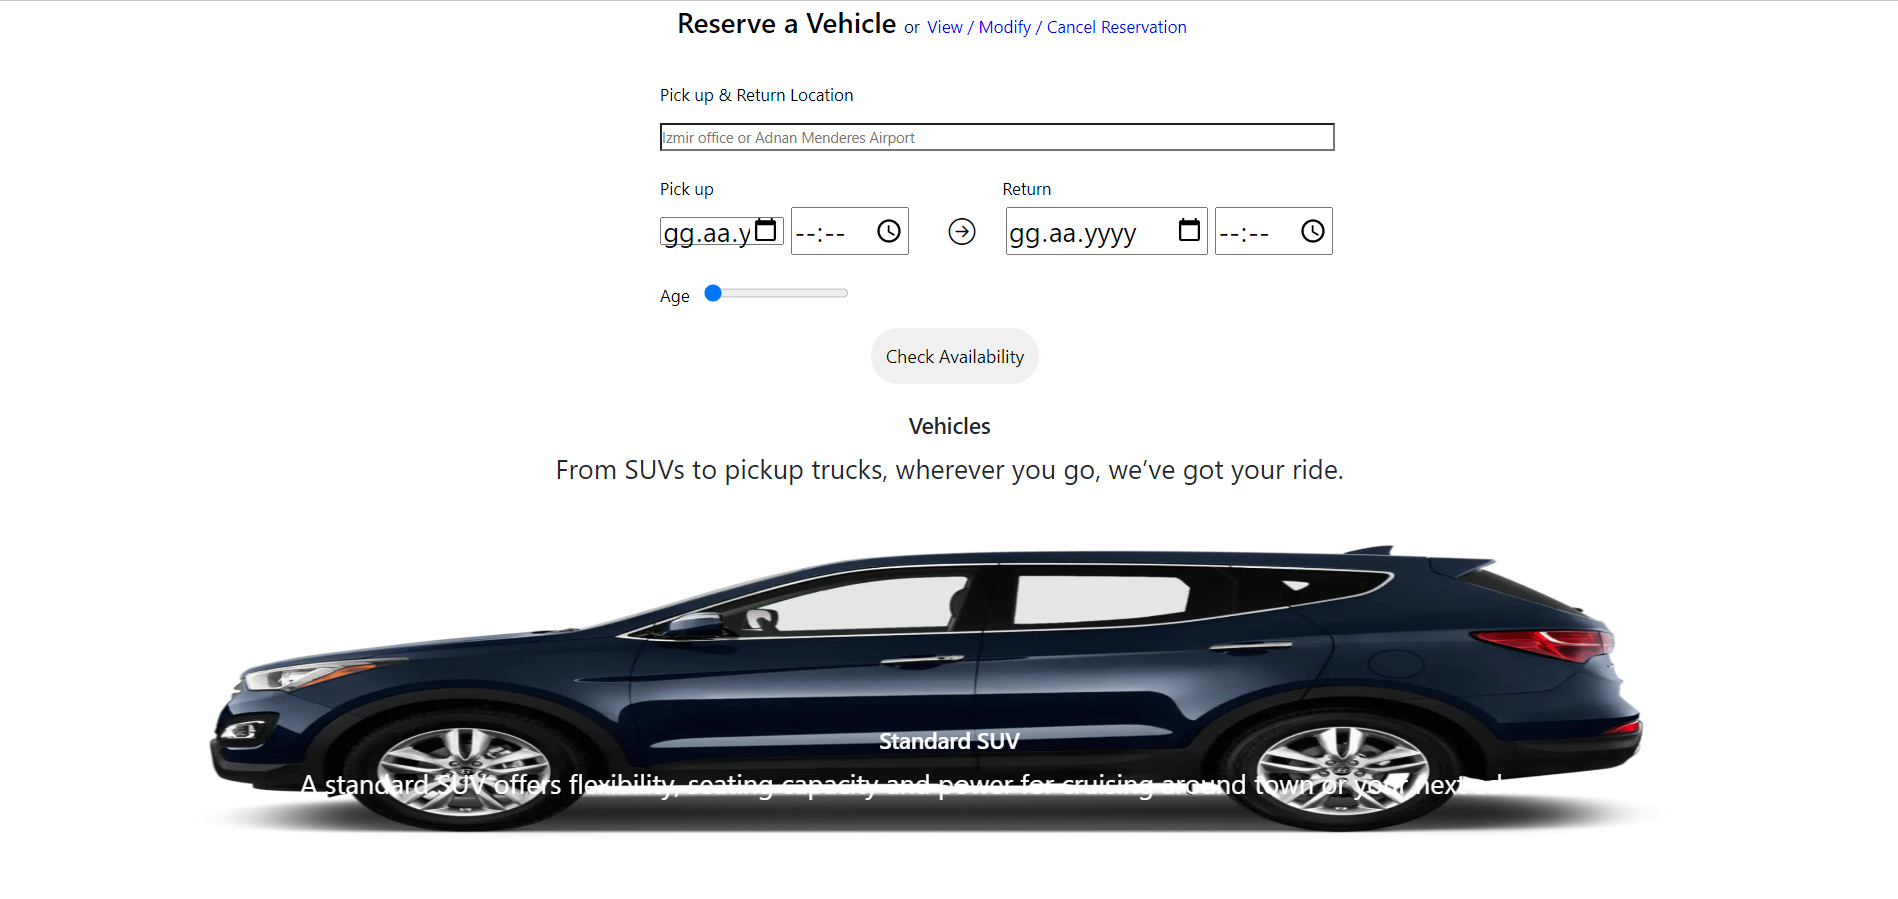 Reserve a Vehicle or View / Modify / Cancel Reservation
Pick up & Return Location
Izmir office or Adnan Menderes Airport
Pick up Return
gg.aa.y --:-- gg.aa.yyyy --:--
Age
Check Availability
Vehicles
From SUVs to pickup trucks, wherever you go, we’ve got your ride.
Standard SUV
A standard SUV offers flexibility, seating capacity and power for cruising around town or your next